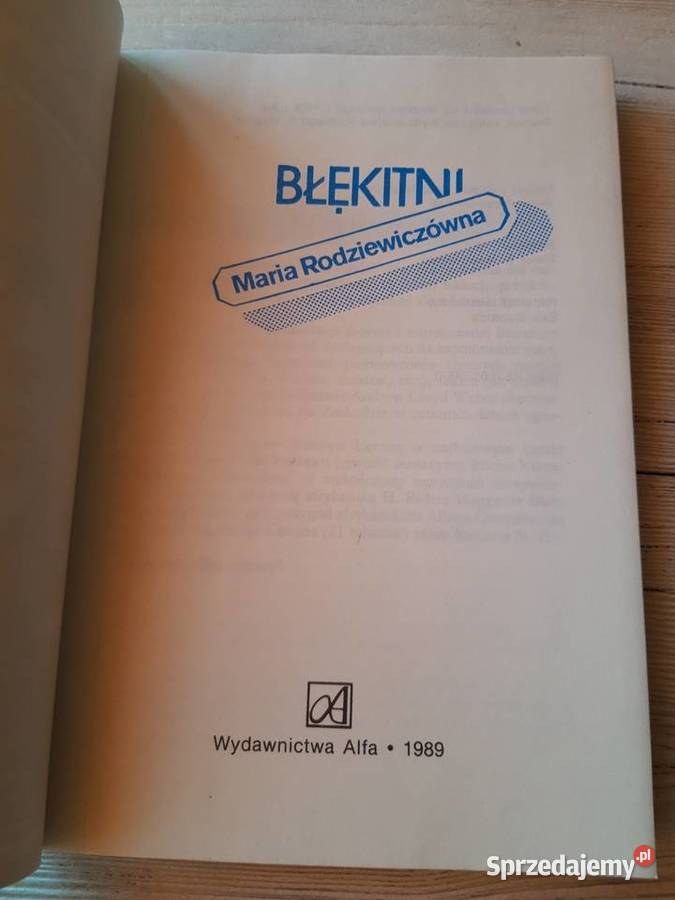 BŁĘKITNI
Maria Rodziewiczówna
Wydawnictwa Alfa • 1989
Sprzedajemy.pl